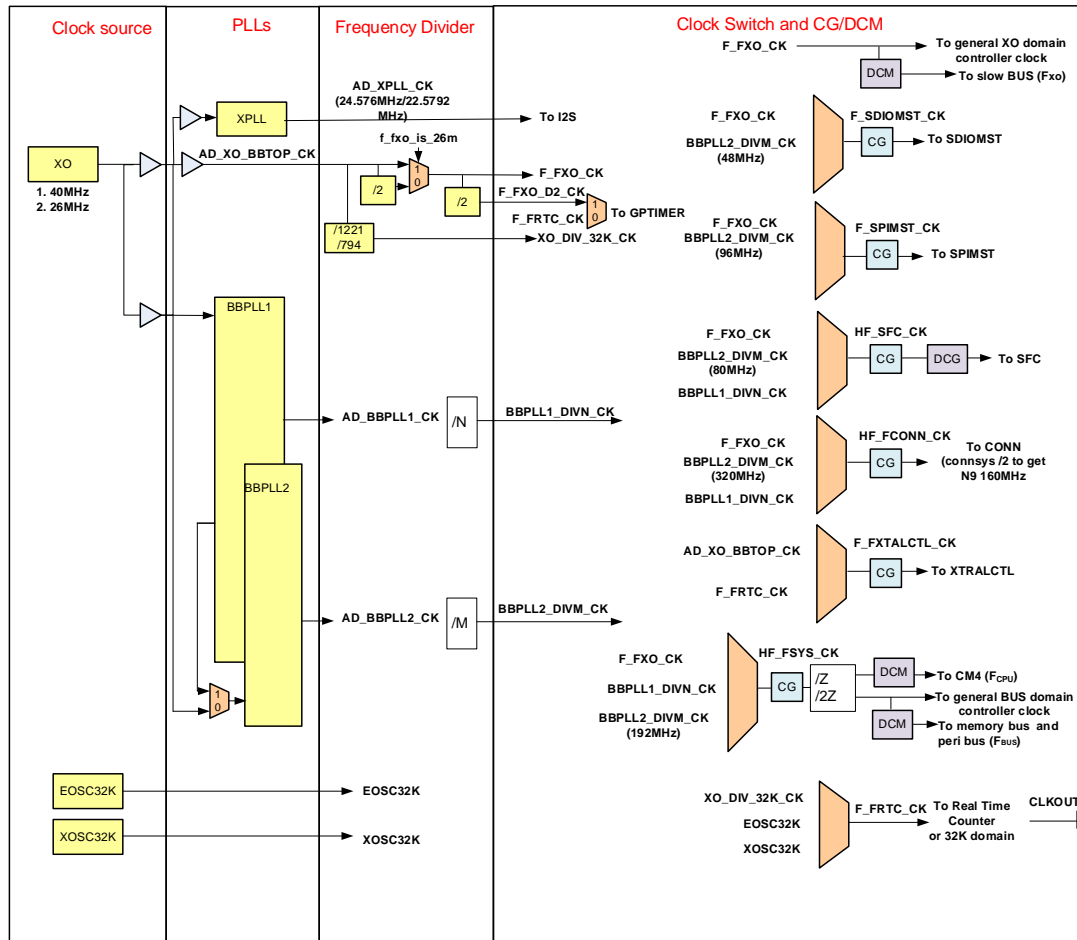 Clock source
PLLs
Frequency Divider
Clock Switch and CG/DCM
XO
1. 40MHz
2. 26MHz
EOSC32K
XOSC32K
XPLL
BBPLL1
BBPLL2
1
0
AD_XPLL_CK
(24.576MHz/22.5792
MHz)
To I2S
AD_XO_BBTOP_CK
f_fxo_is_26m
/2
1
0
/2
F_FXO_CK
F_FXO_D2_CK
F_FRTC_CK
1
0
To GPTIMER
/1221
/794
XO_DIV_32K_CK
AD_BBPLL1_CK
/N
BBPLL1_DIVN_CK
AD_BBPLL2_CK
/M
BBPLL2_DIVM_CK
EOSC32K
XOSC32K
F_FXO_CK
DCM
To general XO domain
controller clock
To slow BUS (Fxo)
F_FXO_CK
BBPLL2_DIVM_CK
(48MHz)
F_SDIOMST_CK
CG
To SDIOMST
F_FXO_CK
BBPLL2_DIVM_CK
(96MHz)
F_SPIMST_CK
CG
To SPIMST
F_FXO_CK
BBPLL2_DIVM_CK
(80MHz)
BBPLL1_DIVN_CK
HF_SFC_CK
CG
DCG
To SFC
F_FXO_CK
BBPLL2_DIVM_CK
(320MHz)
BBPLL1_DIVN_CK
HF_FCONN_CK
CG
To CONN
(connsys /2 to get
N9 160MHz
AD_XO_BBTOP_CK
F_FRTC_CK
F_FXTALCTL_CK
CG
To XTRALCTL
F_FXO_CK
BBPLL1_DIVN_CK
BBPLL2_DIVM_CK
(192MHz)
HF_FSYS_CK
CG
/Z
/2Z
DCM
To CM4 (FCPU)
To general BUS domain
controller clock
DCM
To memory bus and
peri bus (FBUS)
XO_DIV_32K_CK
EOSC32K
XOSC32K
F_FRTC_CK
To Real Time
Counter
or 32K domain
CLKOUT